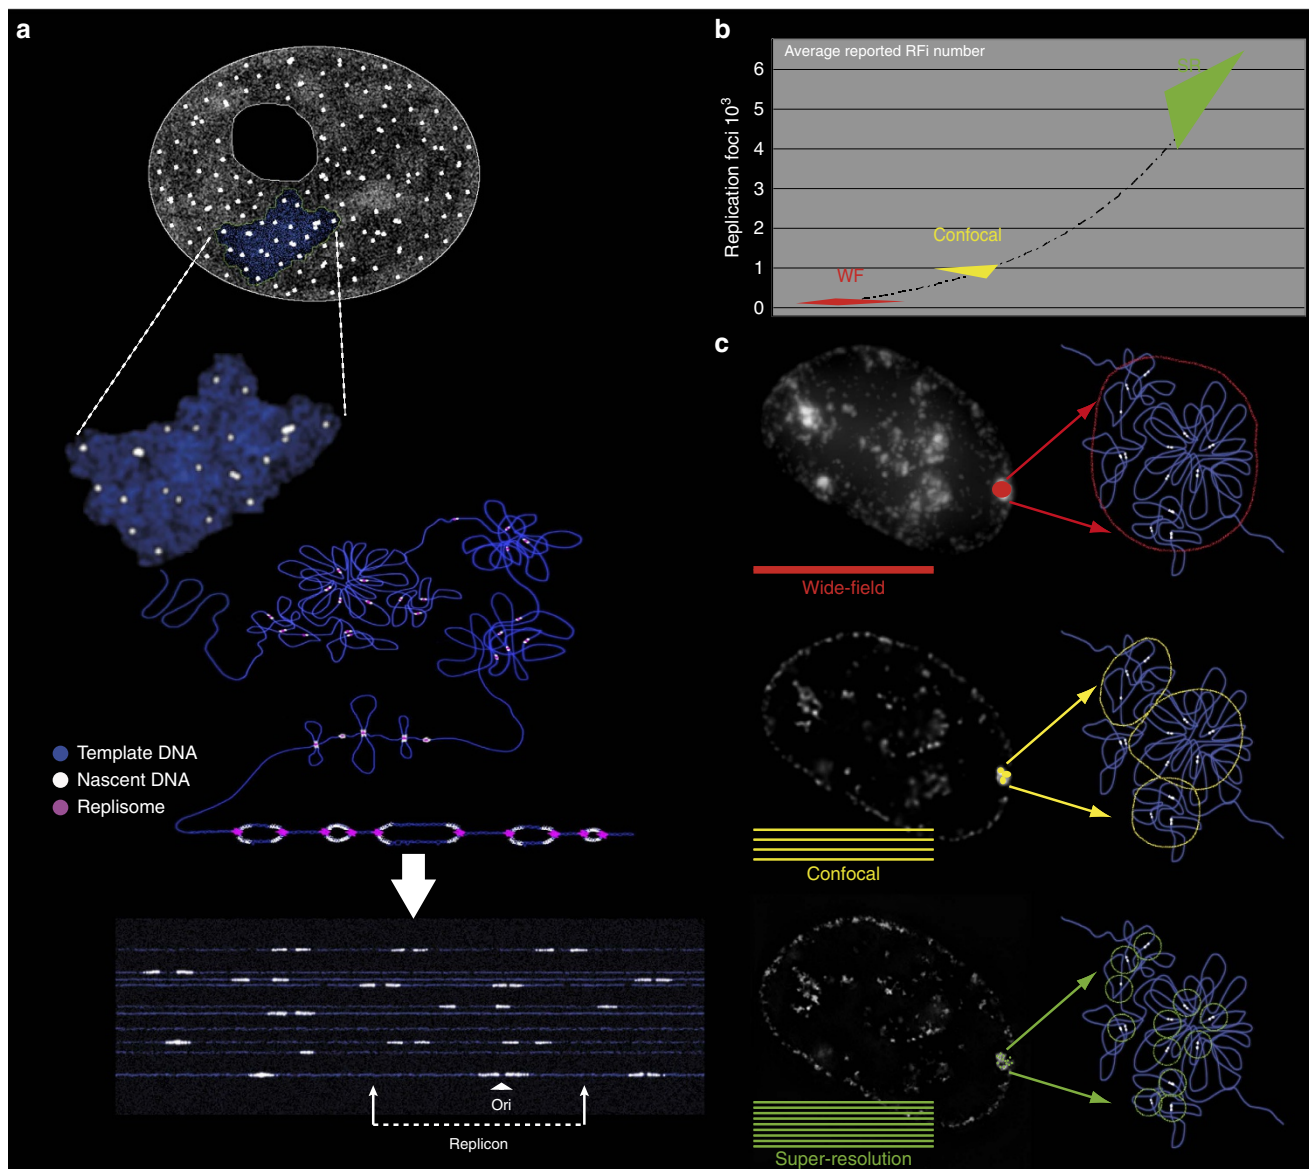 a
Template DNA
Nascent DNA
Replisome
Ori
Replicon
b
Average reported RFi number
Replication foci 10³
6
5
4
3
2
1
0
WF
Confocal
c
Wide-field
Confocal
Super-resolution